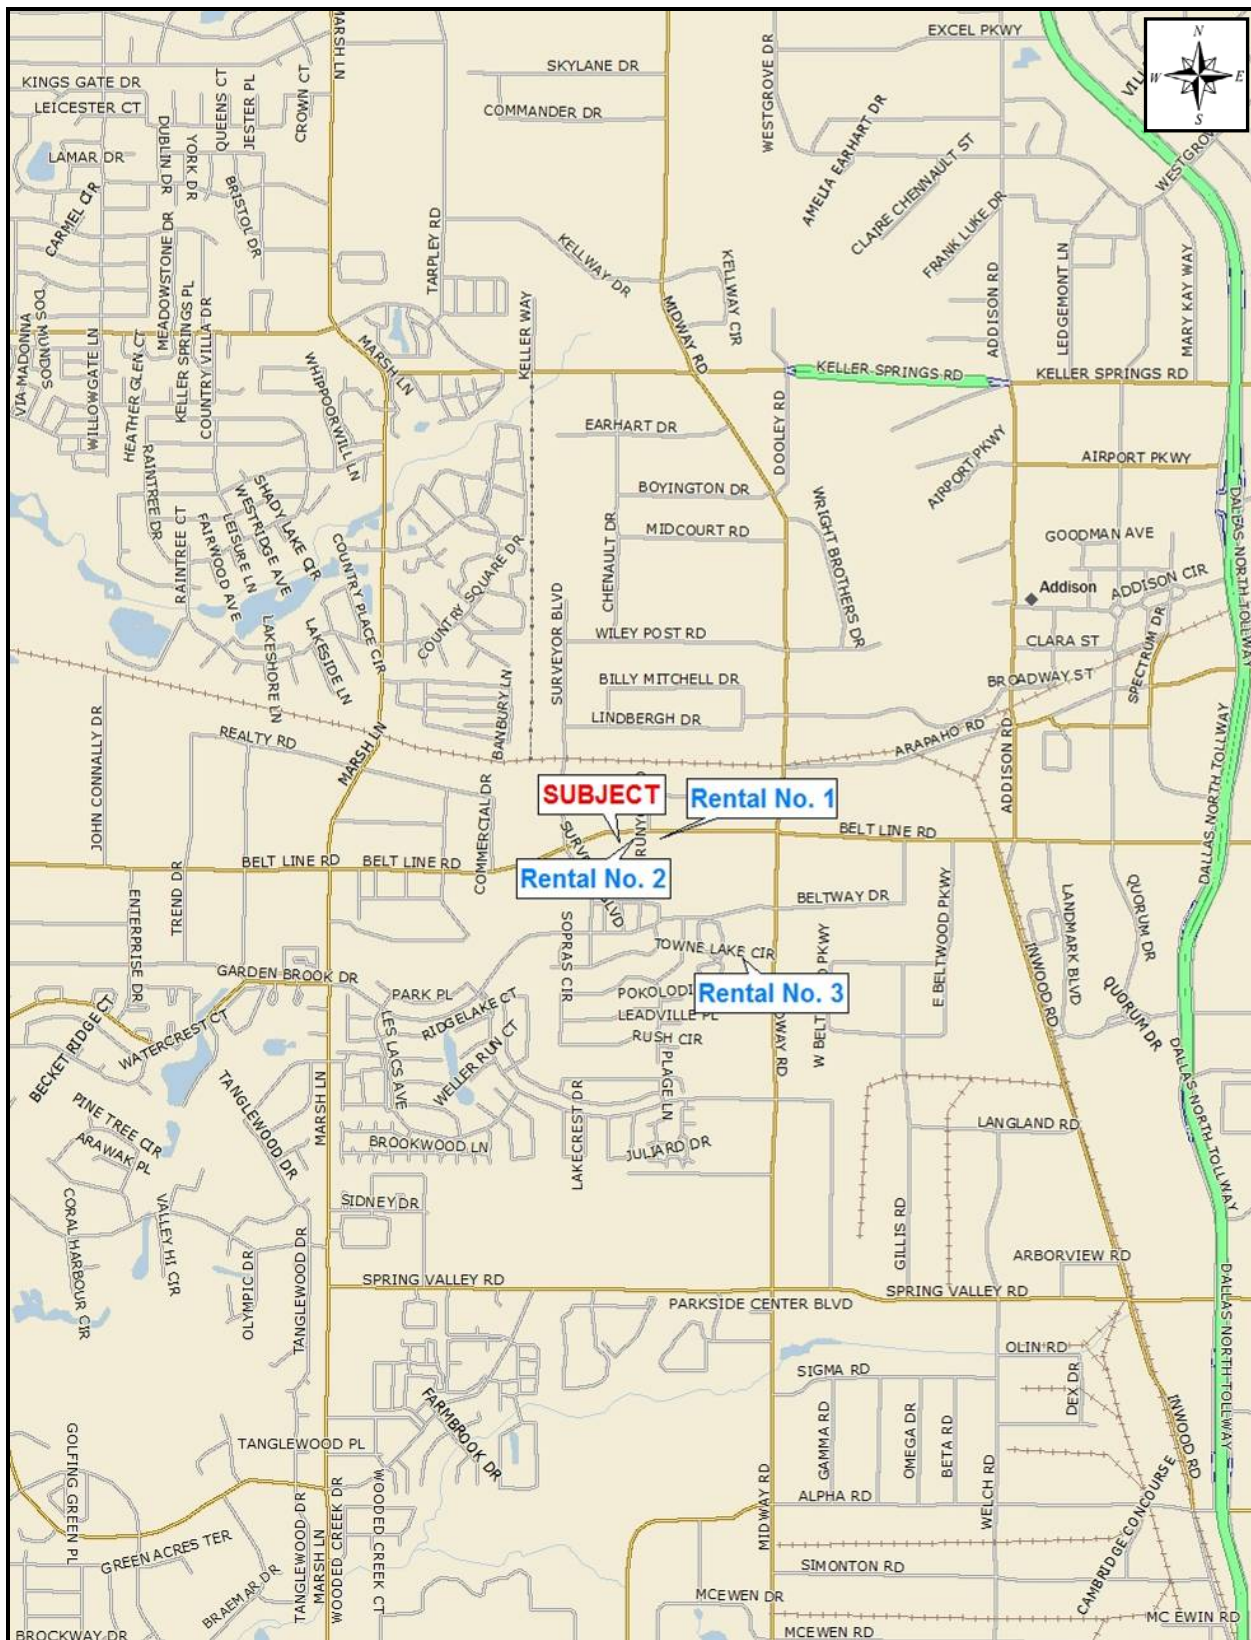 EXCEL PKWY
N
W
E
S
MARSH LN
WESTGROVE DR
SKYLANE DR
KINGS GATE DR
LEICESTER CT
QUEENS CT
JESTER PL
CROWN CT
COMMANDER DR
DUBLIN DR
YORK DR
LAMAR DR
AMELIA EARHART DR
CLAIRE CHENNAULT ST
CARMEL CIR
BRISTOL DR
FRANK LUKE DR
MEADOWSTONE DR
TARPLEY RD
KELLWAY DR
KELLWAY CIR
ADDISON RD
LEDGEMONT LN
MARY KAY WAY
DOS MUNDOS
VIA MADONNA
WILLOWGATE LN
HEATHER GLEN CT
KELLER SPRINGS PL
COUNTRY VILLA DR
KELLER WAY
MIDWAY RD
MARSH LN
WHIPPOORWILL LN
KELLER SPRINGS RD
KELLER SPRINGS RD
DOOLEY RD
EARHART DR
AIRPORT PKWY
AIRPORT PKWY
RAINTREE DR
BOYINGTON DR
SHADY LAKE CIR
WESTRIDGE AVE
LEISURE LN
FAIRWOOD AVE
RAINTREE CT
MIDCOURT RD
WRIGHT BROTHERS DR
DALLAS NORTH TOLLWAY
GOODMAN AVE
COUNTRY PLACE CIR
COUNTRY SQUARE DR
CHENAULT DR
SURVEYOR BLVD
Addison
ADDISON CIR
LAKESHORE LN
LAKESIDE LN
WILEY POST RD
CLARA ST
SPECTRUM DR
BROADWAY ST
BILLY MITCHELL DR
BANBURY LN
LINDBERGH DR
ARAPAHO RD
JOHN CONNALLY DR
REALTY RD
MARSH LN
ADDISON RD
DALLAS NORTH TOLLWAY
COMMERCIAL DR
SUBJECT
Rental No. 1
BELT LINE RD
BELT LINE RD
BELT LINE RD
Rental No. 2
TREND DR
ENTERPRISE DR
BELTWAY DR
E BELTWOOD PKWY
LANDMARK BLVD
QUORUM DR
SOPRAS CIR
TOWNE LAKE CIR
INWOOD RD
GARDEN BROOK DR
PARK PL
RIDGELAKE CT
Rental No. 3
LEADVILLE PL
RUSH CIR
QUORUM DR
BECKET RIDGE CT
WATERCREST CT
LES LACS AVE
WELLER RUN CT
PLAGE LN
DALLAS NORTH TOLLWAY
TANGLEWOOD DR
MARSH LN
PINE TREE CIR
ARAWAK PL
LAKECREST DR
LANGLAND RD
BROOKWOOD LN
JULIARD DR
CORAL HARBOUR CIR
VALLEY HI CIR
SIDNEY DR
OLYMPIC DR
TANGLEWOOD DR
GILLIS RD
ARBORVIEW RD
SPRING VALLEY RD
SPRING VALLEY RD
PARKSIDE CENTER BLVD
DALLAS NORTH TOLLWAY
OLIN RD
SIGMA RD
DEX DR
FARMBROOK DR
GAMMA RD
OMEGA DR
BETA RD
INWOOD RD
GOLFING GREEN PL
TANGLEWOOD PL
WELCH RD
CAMBRIDGE CONCOURSE
MIDWAY RD
ALPHA RD
TANGLEWOOD DR
MARSH LN
WOODED CREEK DR
WOODED CREEK CT
GREEN ACRES TER
BRAEMAR DR
SIMONTON RD
MCEWEN DR
MC EWIN RD
BROCKWAY DR
MCEWEN RD